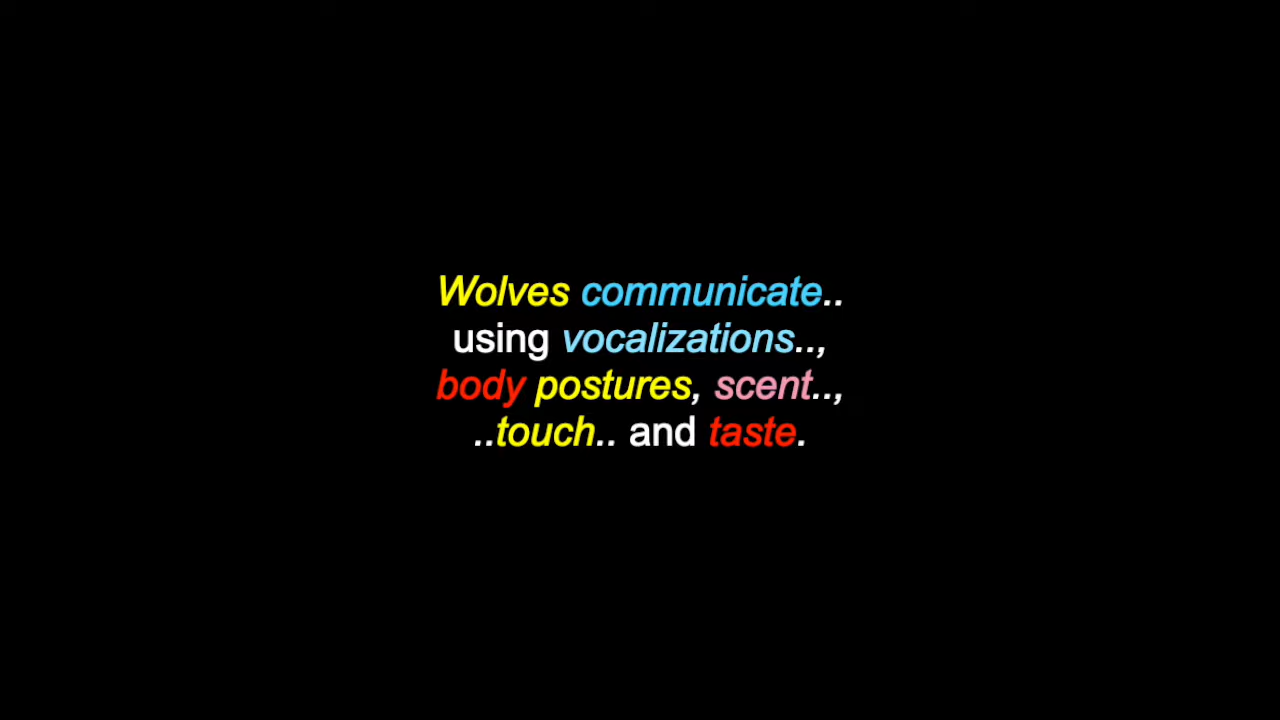 Wolves communicate..
using vocalizations..,
body postures, scent..,
..touch.. and taste.